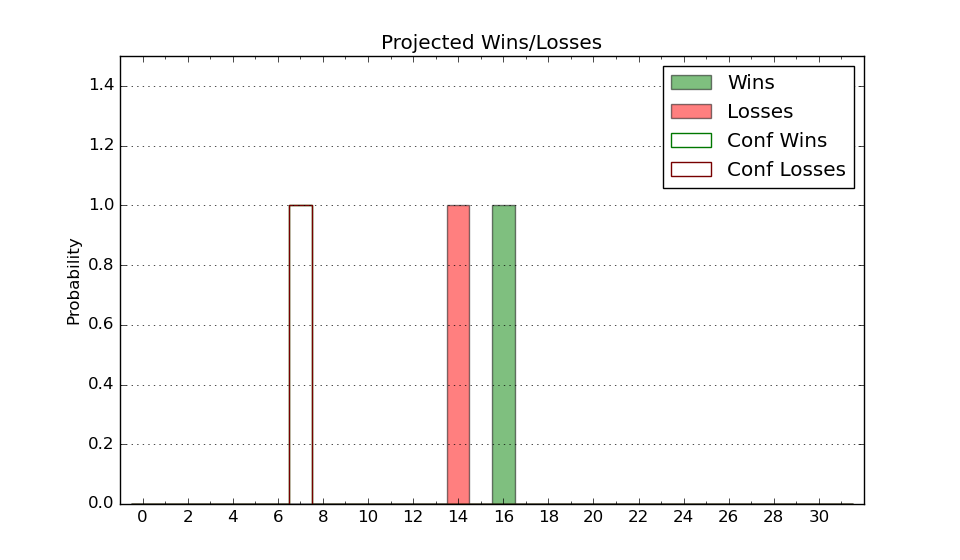 Projected Wins/Losses
Wins
Losses
Conf Wins
Conf Losses
Probability
1.4
1.2
1.0
0.8
0.6
0.4
0.2
0.0
0 2 4 6 8 10 12 14 16 18 20 22 24 26 28 30